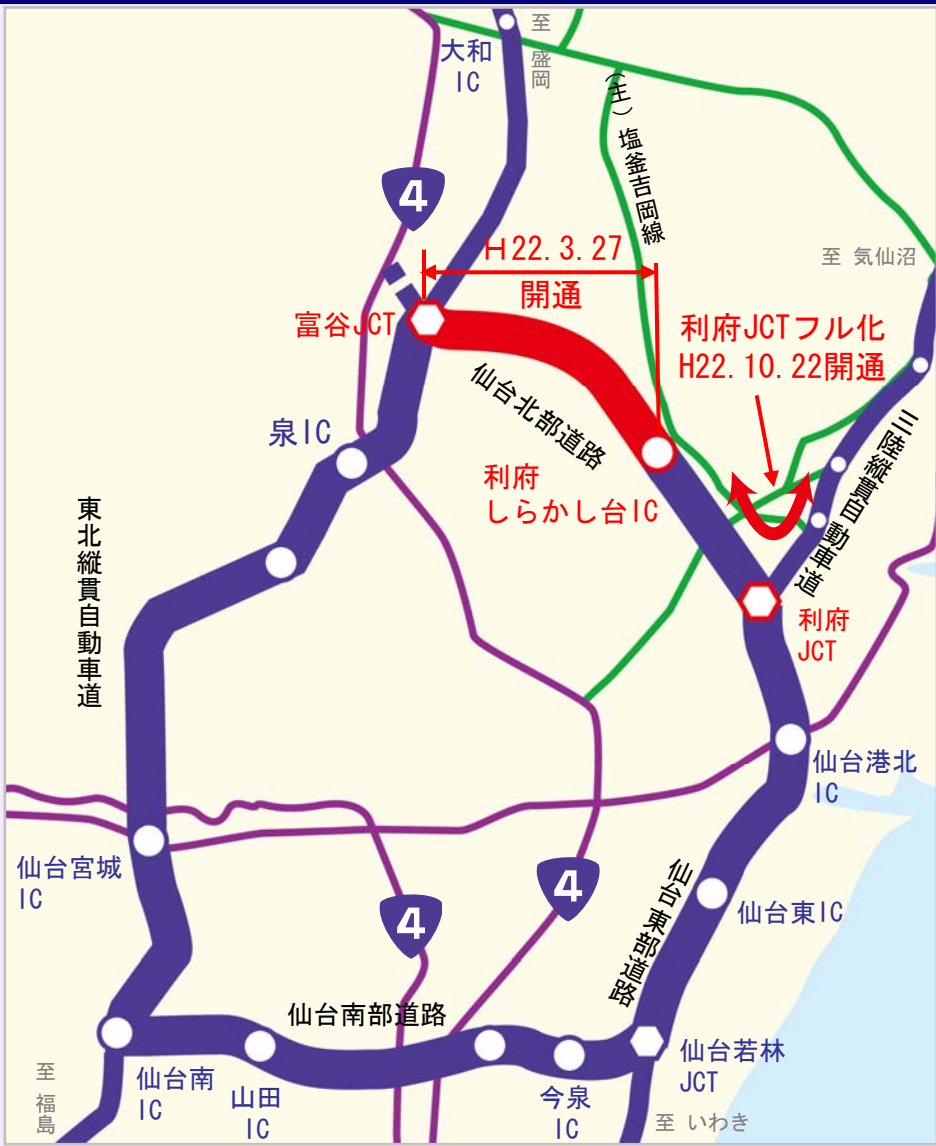 至 盛岡
大和
IC
(主)塩釜吉岡線
4
H22.3.27
開通
至 気仙沼
富谷JCT
利府JCTフル化
H22.10.22開通
仙台北部道路
泉IC
利府
しらかし台IC
三陸縦貫自動車道
東北縦貫自動車道
利府
JCT
仙台港北
IC
仙台宮城
IC
4
4
仙台東部道路
仙台東IC
仙台南部道路
仙台若林
JCT
至 福島
仙台南
IC
山田
IC
今泉
IC
至 いわき